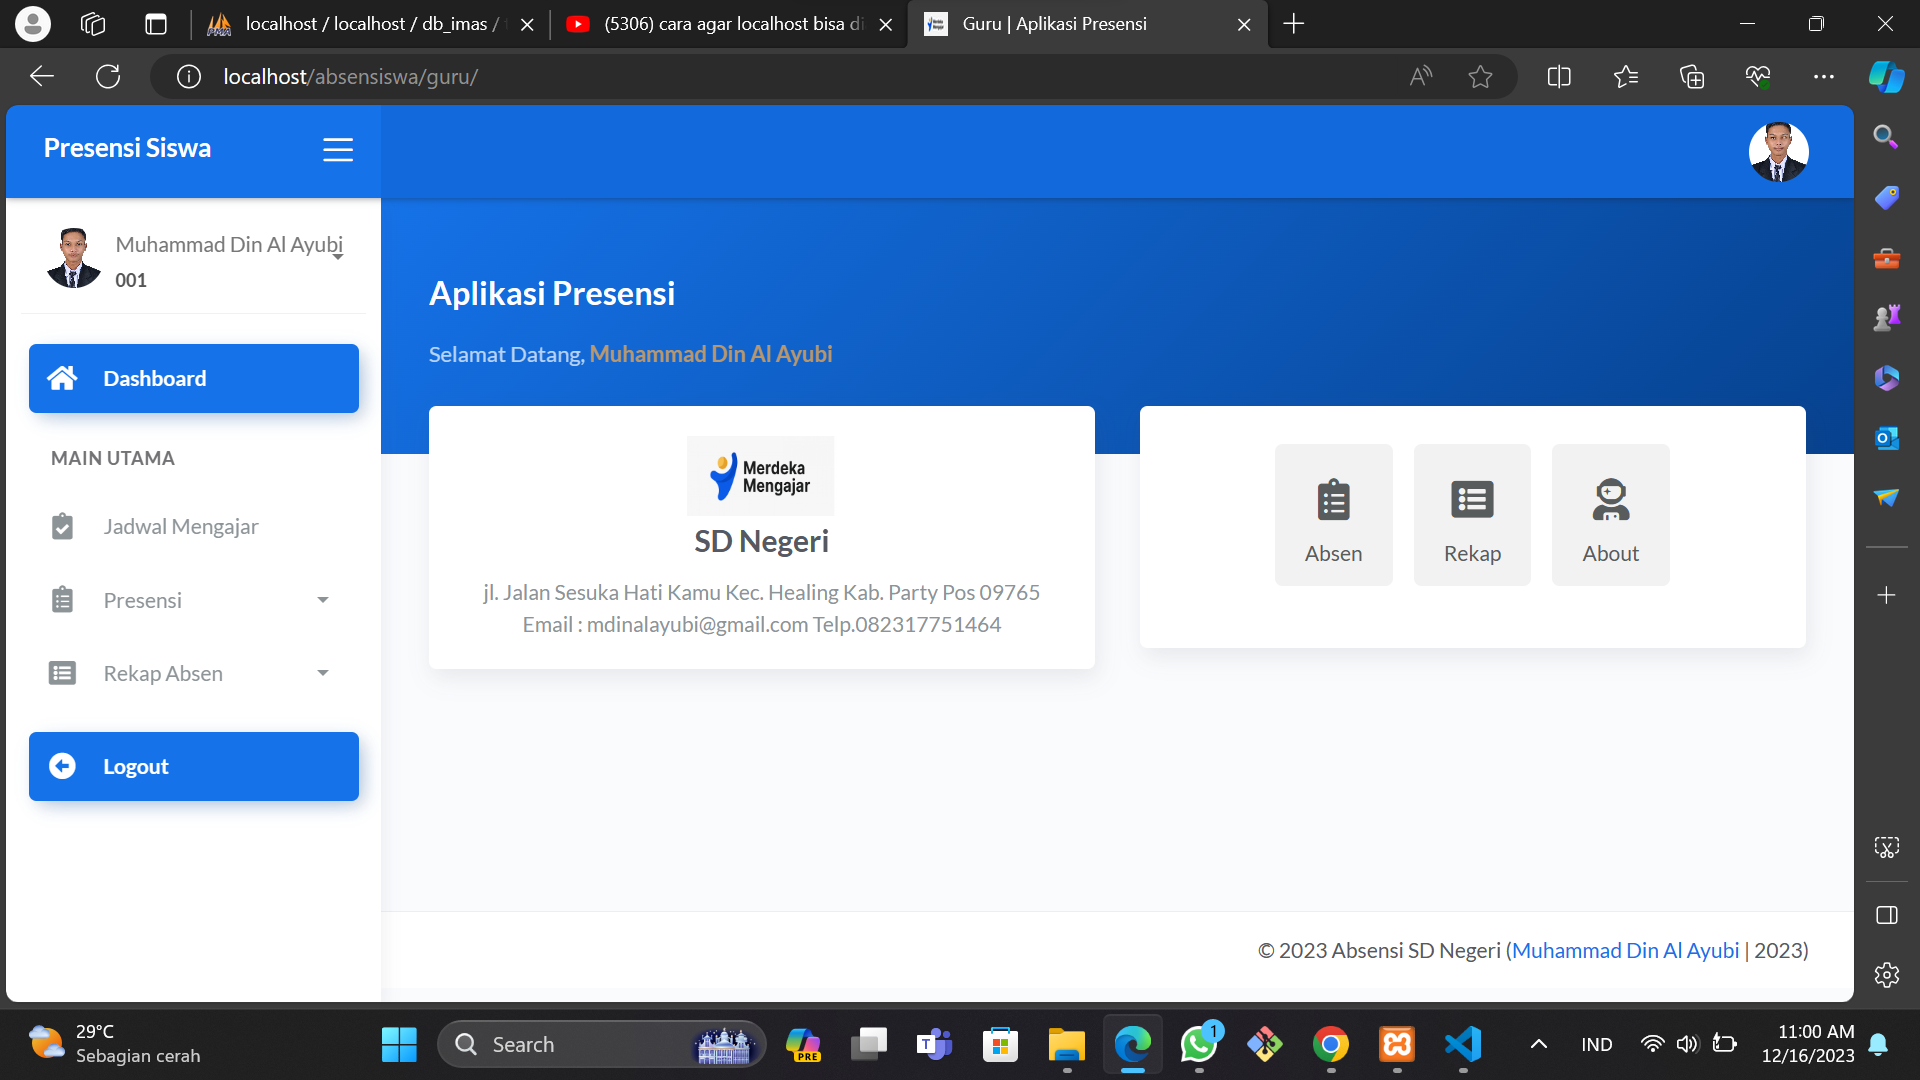 localhost / localhost / db_imas /
(5306) cara agar localhost bisa di
Guru | Aplikasi Presensi
localhost/absensiswa/guru/
Presensi Siswa
Muhammad Din Al Ayubi
001
Dashboard
MAIN UTAMA
Jadwal Mengajar
Presensi
Rekap Absen
Logout
Aplikasi Presensi
Selamat Datang, Muhammad Din Al Ayubi
Merdeka
Mengajar
SD Negeri
jl. Jalan Sesuka Hati Kamu Kec. Healing Kab. Party Pos 09765
Email : mdinalayubi@gmail.com Telp.082317751464
Absen
Rekap
About
© 2023 Absensi SD Negeri (Muhammad Din Al Ayubi | 2023)
29°C
Sebagian cerah
Search
PRE
1
IND
11:00 AM
12/16/2023